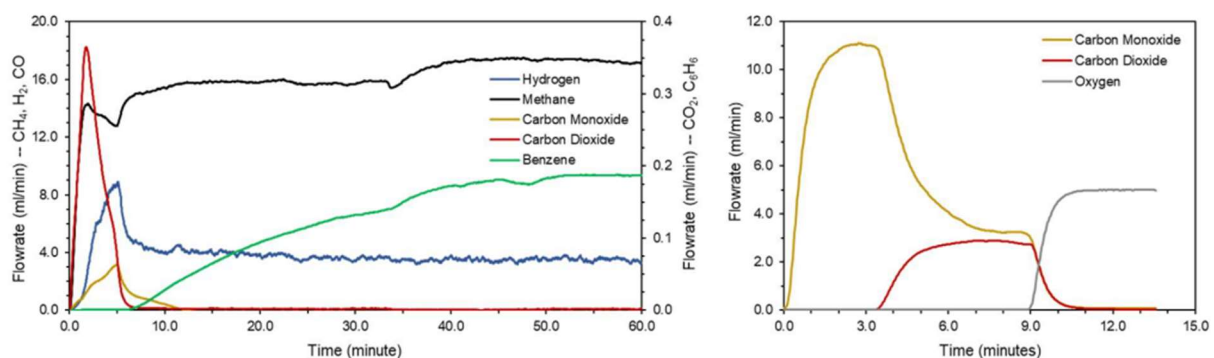 Flowrate (ml/min) -- CH4, H2, CO
20.0
16.0
12.0
8.0
4.0
0.0
0.0
10.0
20.0
30.0
40.0
50.0
60.0
Time (minute)
Hydrogen
Methane
Carbon Monoxide
Carbon Dioxide
Benzene
0.4
0.3
0.2
0.1
0.0
Flowrate (ml/min) -- CO2, C6H6
Flowrate (ml/min)
12.0
10.0
8.0
6.0
4.0
2.0
0.0
0.0
3.0
6.0
9.0
12.0
15.0
Time (minutes)
Carbon Monoxide
Carbon Dioxide
Oxygen